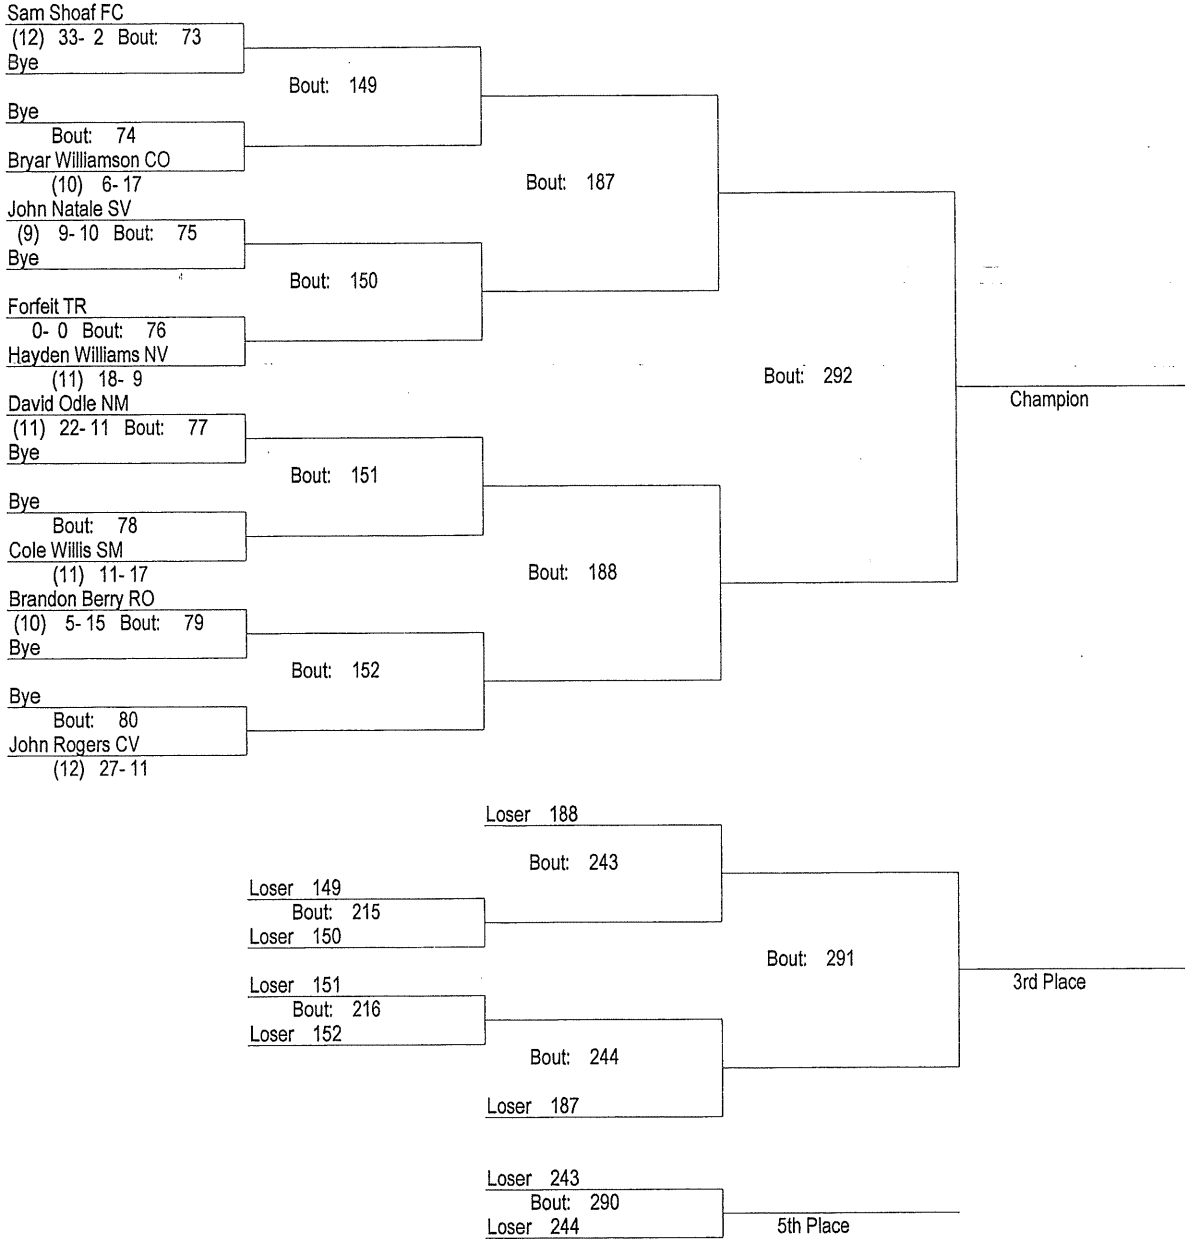 Sam Shoaf FC
(12) 33- 2 Bout: 73
Bye
Bout: 149
Bye
Bout: 74
Bryar Williamson CO
(10) 6- 17
Bout: 187
John Natale SV
(9) 9- 10 Bout: 75
Bye
Bout: 150
Forfeit TR
0- 0 Bout: 76
Hayden Williams NV
(11) 18- 9
Bout: 292
Champion
David Odle NM
(11) 22- 11 Bout: 77
Bye
Bout: 151
Bye
Bout: 78
Cole Willis SM
(11) 11- 17
Bout: 188
Brandon Berry RO
(10) 5- 15 Bout: 79
Bye
Bout: 152
Bye
Bout: 80
John Rogers CV
(12) 27- 11
Loser 188
Bout: 243
Loser 149
Bout: 215
Loser 150
Bout: 291
3rd Place
Loser 151
Bout: 216
Loser 152
Bout: 244
Loser 187
Loser 243
Bout: 290
Loser 244
5th Place